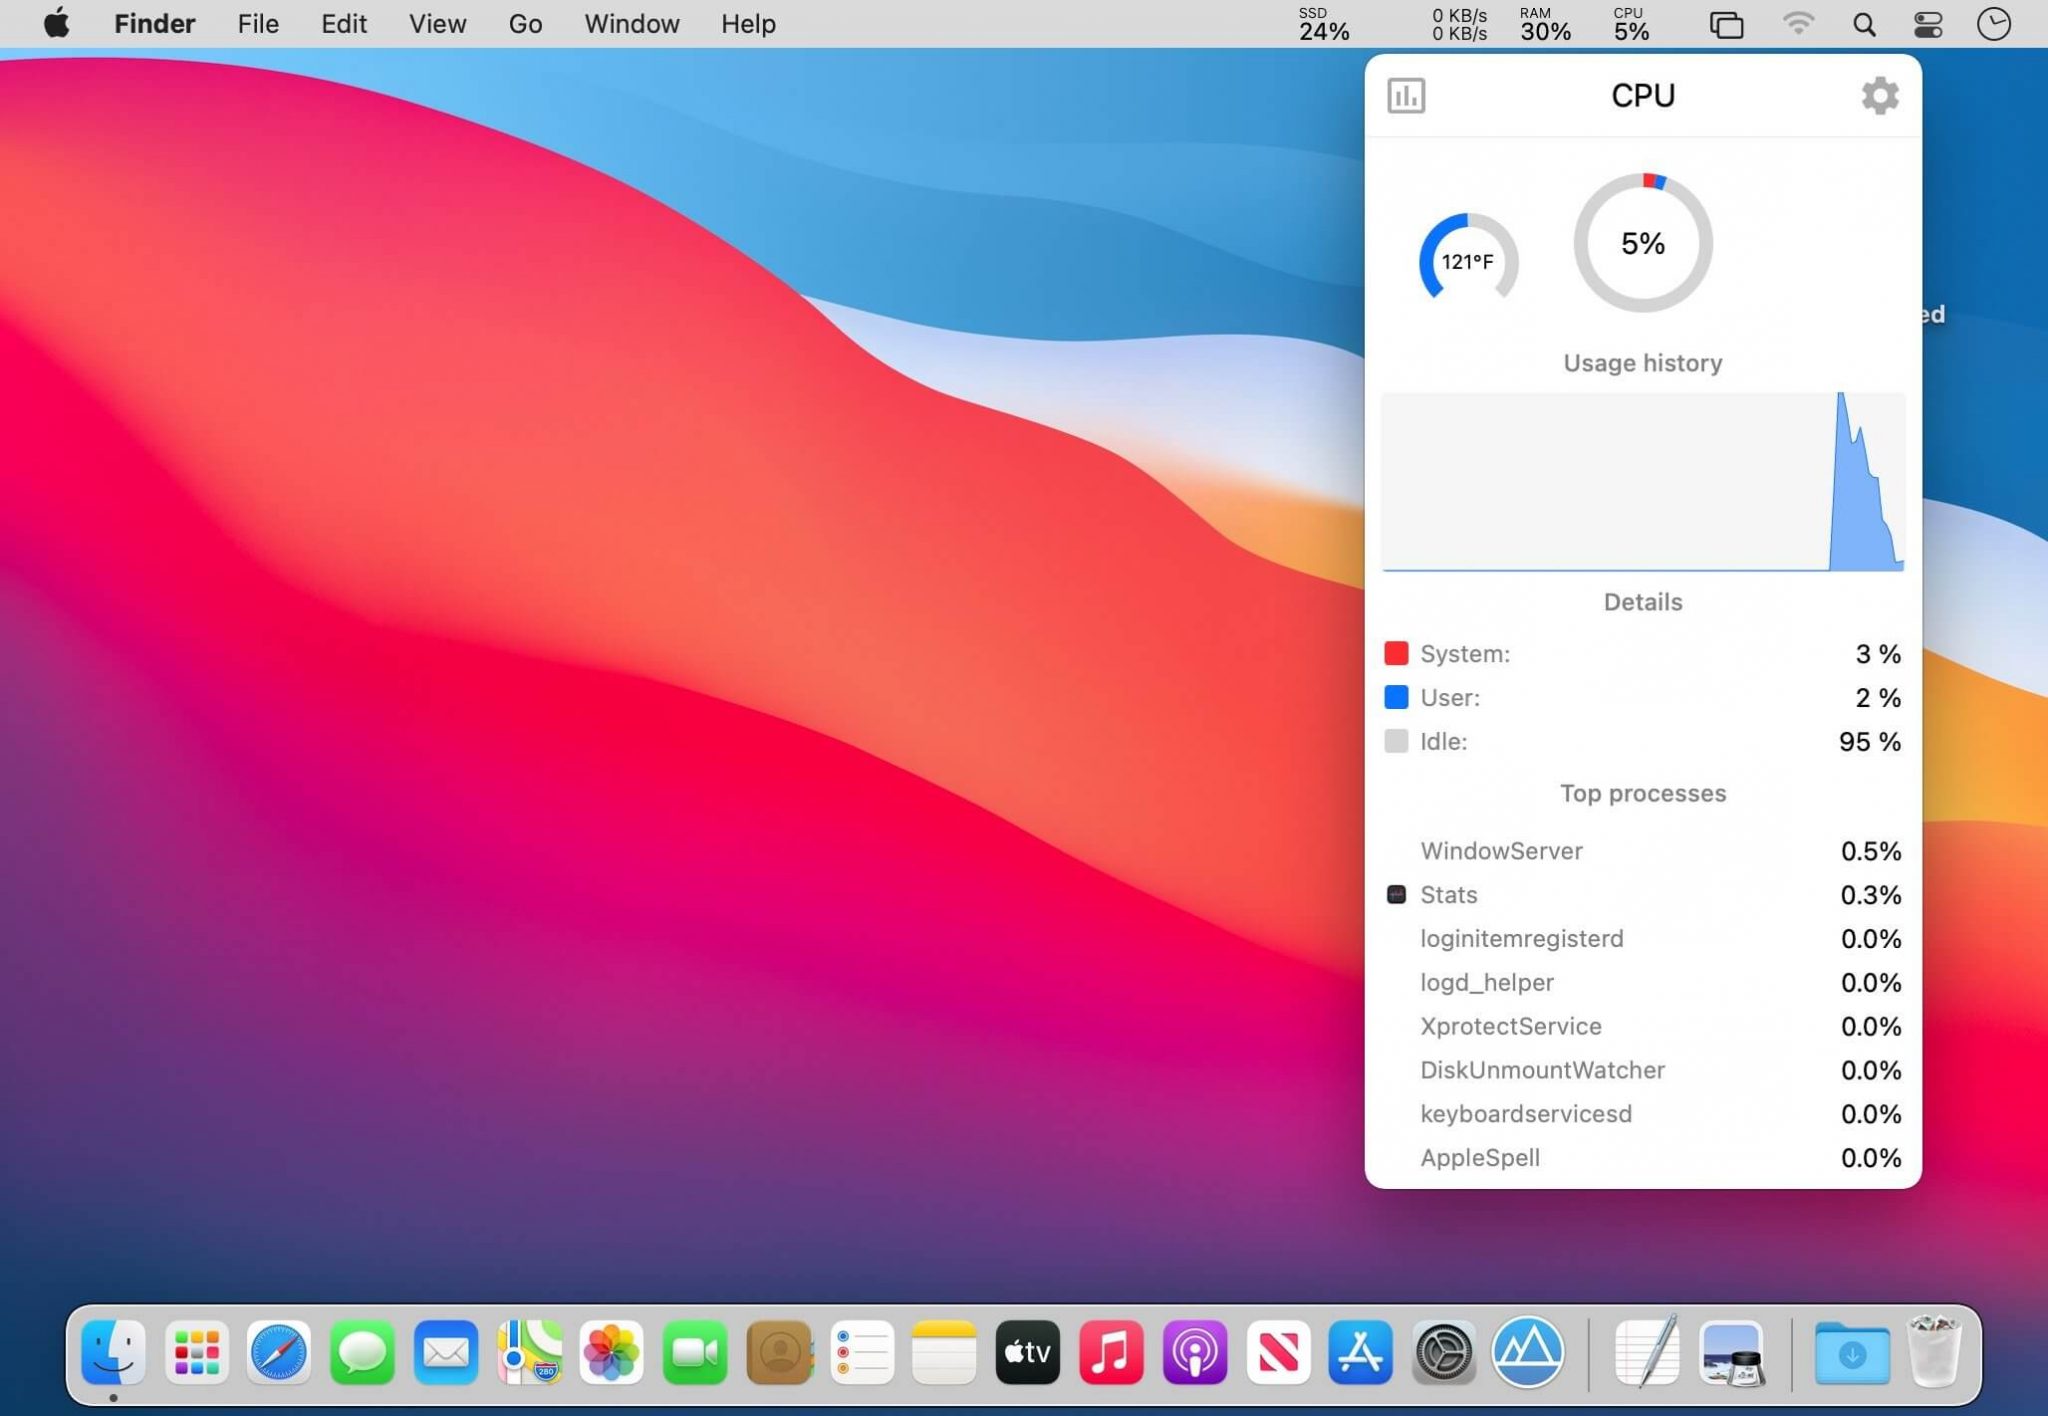 Finder File Edit View Go Window Help
SSD 24%
0 KB/s
0 KB/s
RAM 30%
CPU 5%
CPU
121°F
5%
ed
Usage history
Details
System: 3 %
User: 2 %
Idle: 95 %
Top processes
WindowServer 0.5%
Stats 0.3%
loginitemregisterd 0.0%
logd_helper 0.0%
XprotectService 0.0%
DiskUnmountWatcher 0.0%
keyboardservicesd 0.0%
AppleSpell 0.0%
280
tv